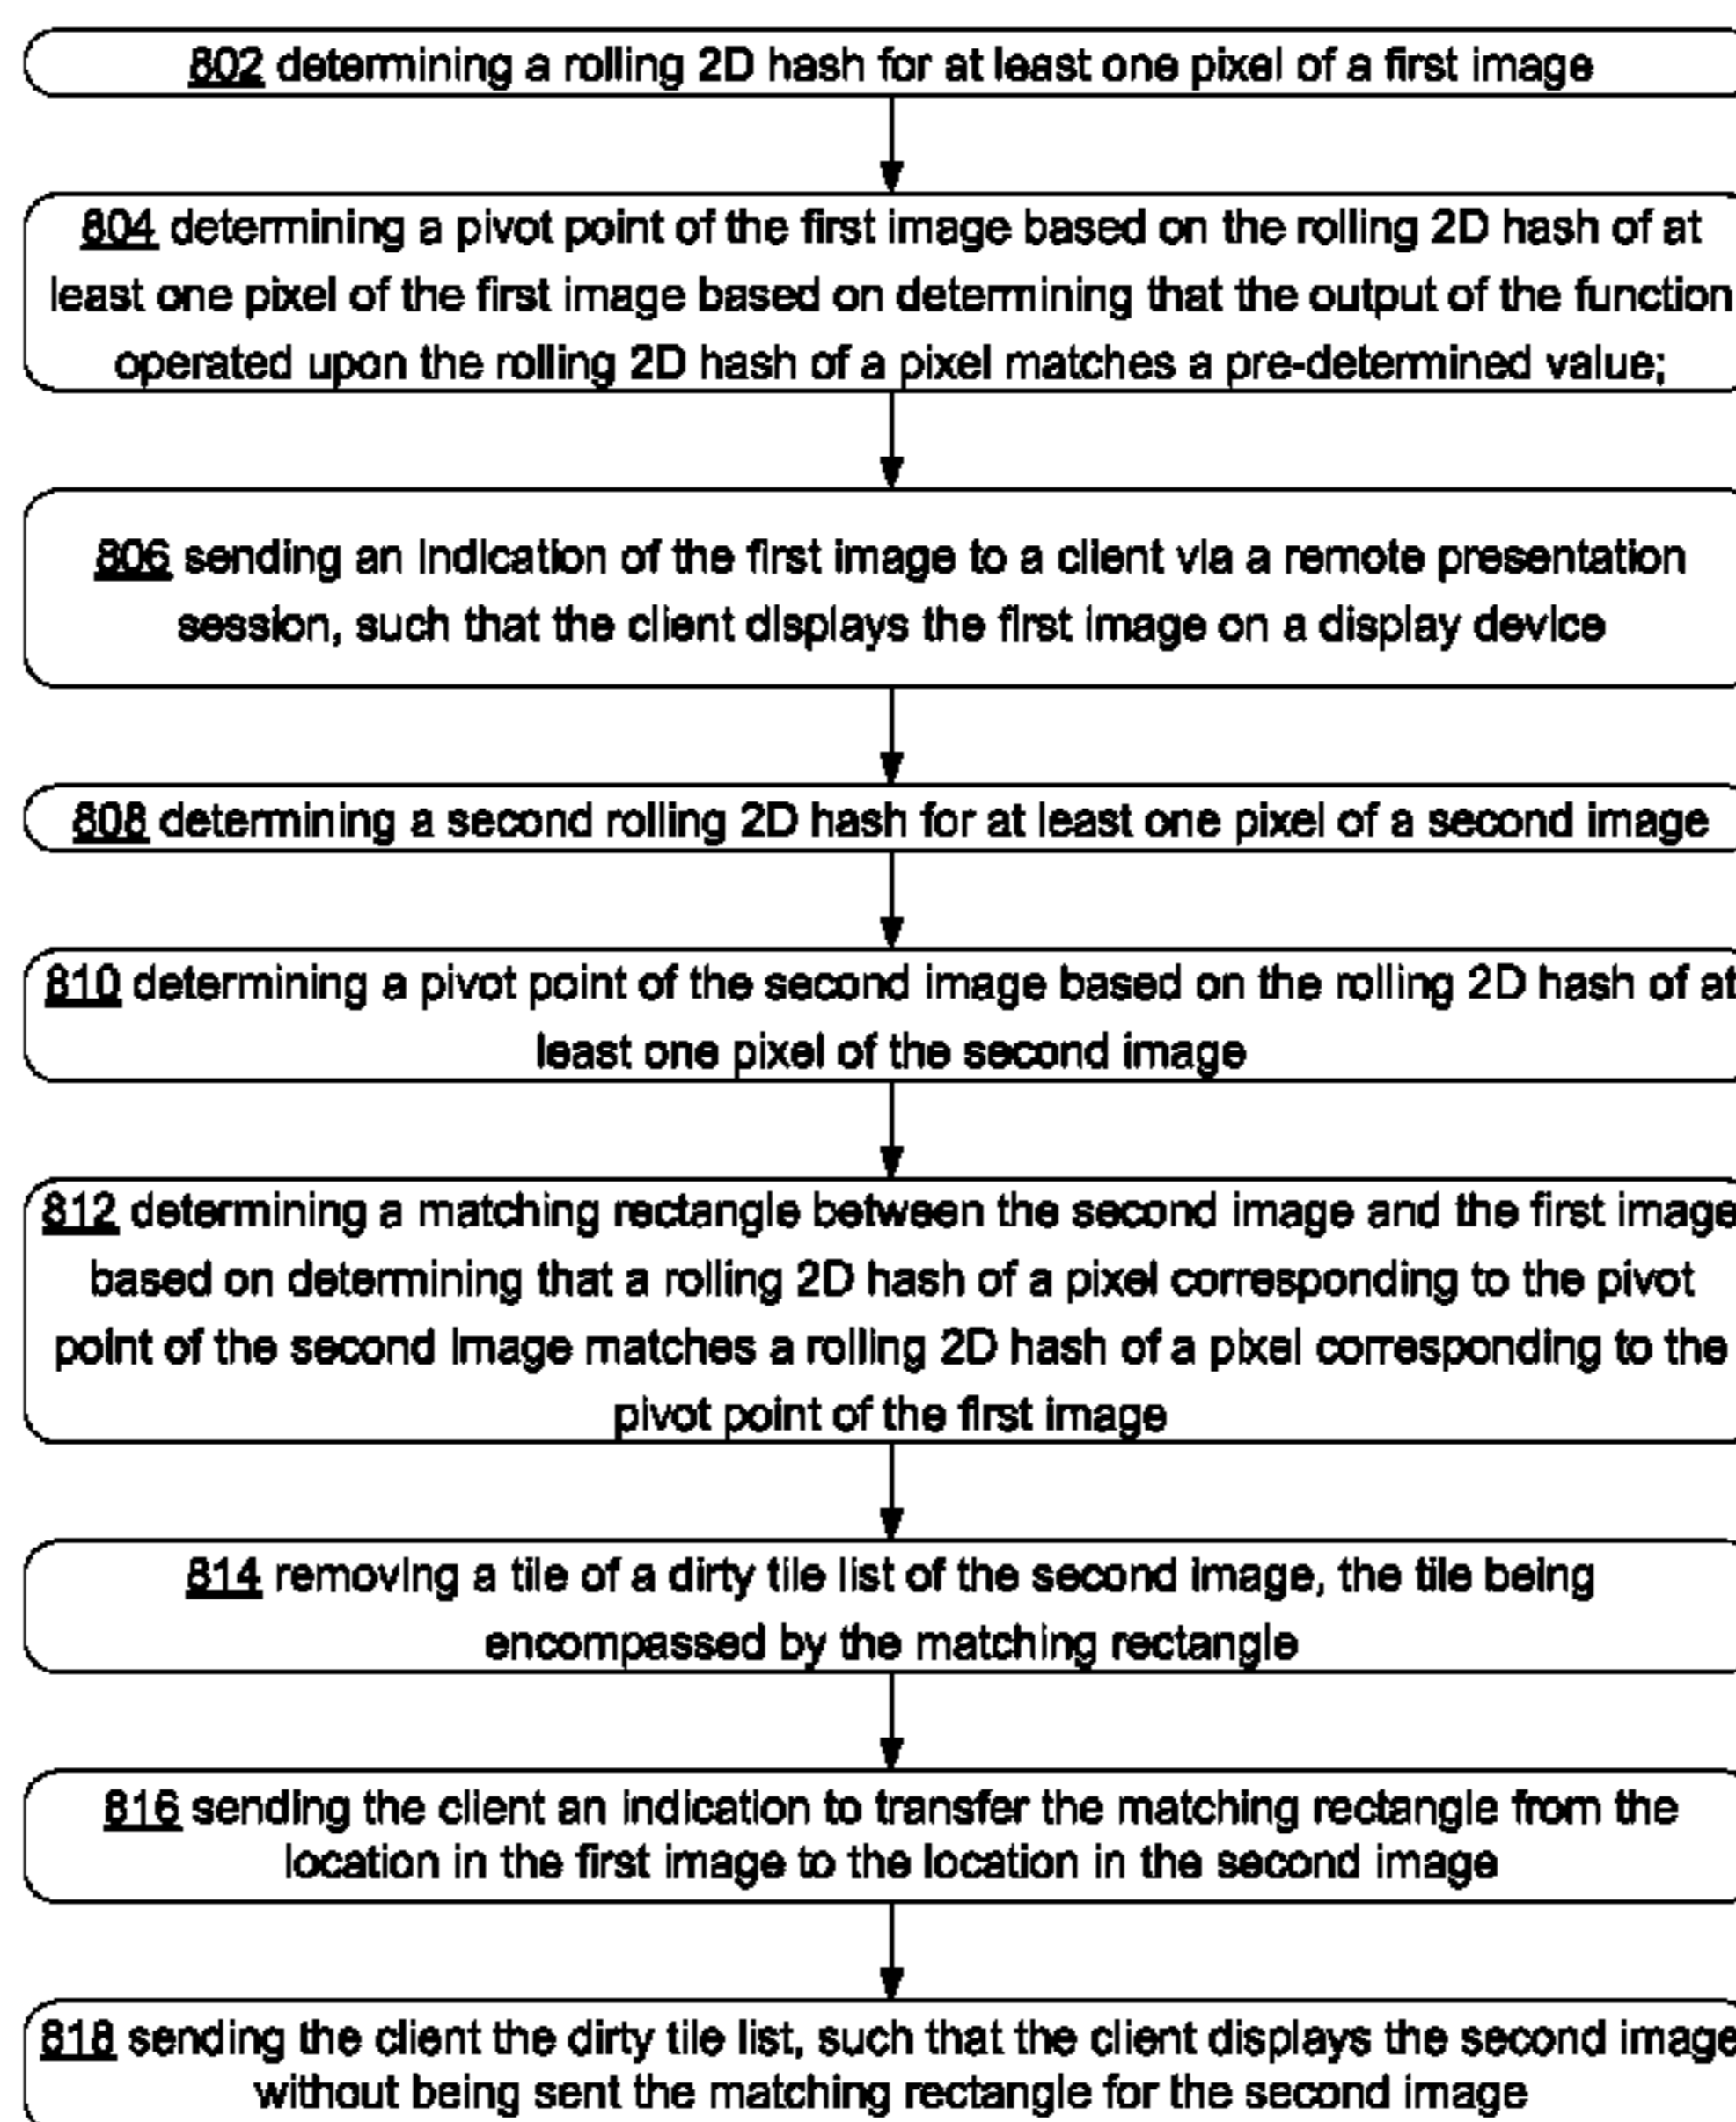 802 determining a rolling 2D hash for at least one pixel of a first image
804 determining a pivot point of the first image based on the rolling 2D hash of at
least one pixel of the first image based on determining that the output of the function
operated upon the rolling 2D hash of a pixel matches a pre-determined value;
806 sending an indication of the first image to a client via a remote presentation
session, such that the client displays the first image on a display device
808 determining a second rolling 2D hash for at least one pixel of a second image
810 determining a pivot point of the second image based on the rolling 2D hash of at
least one pixel of the second image
812 determining a matching rectangle between the second image and the first image
based on determining that a rolling 2D hash of a pixel corresponding to the pivot
point of the second image matches a rolling 2D hash of a pixel corresponding to the
pivot point of the first image
814 removing a tile of a dirty tile list of the second image, the tile being
encompassed by the matching rectangle
816 sending the client an indication to transfer the matching rectangle from the
location in the first image to the location in the second image
818 sending the client the dirty tile list, such that the client displays the second image
without being sent the matching rectangle for the second image